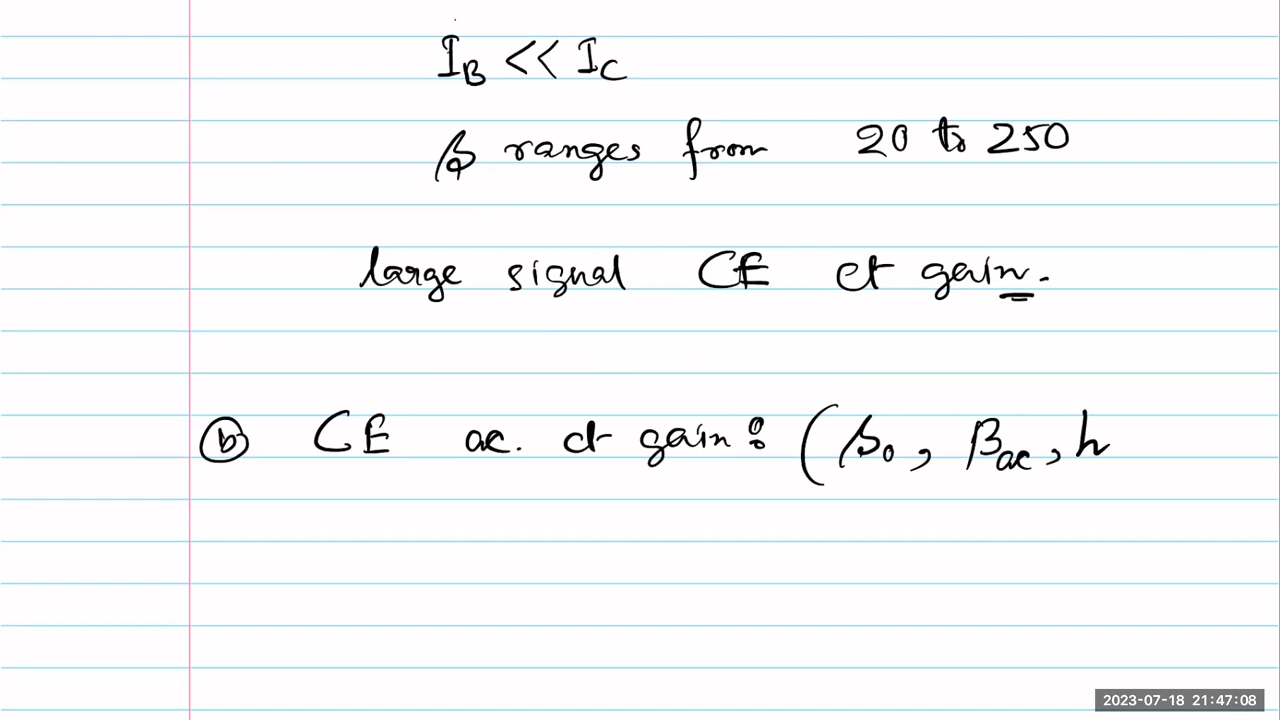 I_B << I_C
β ranges from 20 to 250
large signal CE ct gain.
(b) CE ac. ct gain : (β₀, β_ac, h
2023-07-18 21:47:08